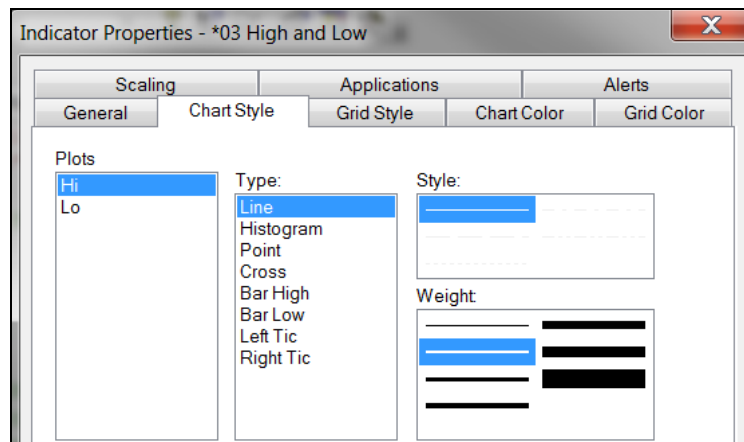 Indicator Properties - *03 High and Low
X
Scaling Applications Alerts
General Chart Style Grid Style Chart Color Grid Color
Plots
Hi
Lo
Type:
Line
Histogram
Point
Cross
Bar High
Bar Low
Left Tic
Right Tic
Style:
Weight: